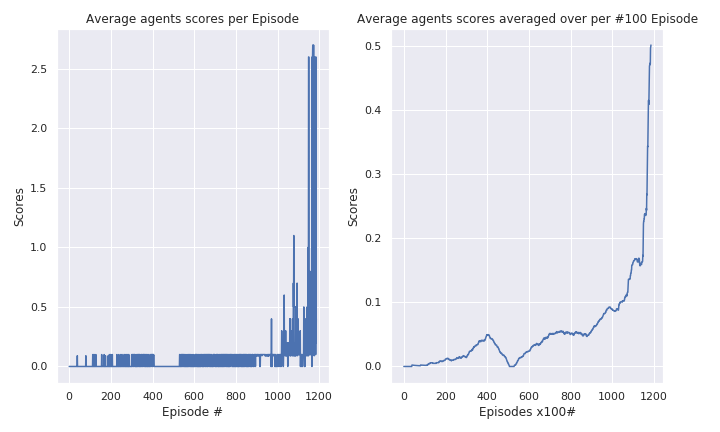 Average agents scores per Episode
Scores
2.5
2.0
1.5
1.0
0.5
0.0
0 200 400 600 800 1000 1200
Episode #
Average agents scores averaged over per #100 Episode
Scores
0.5
0.4
0.3
0.2
0.1
0.0
0 200 400 600 800 1000 1200
Episodes x100#